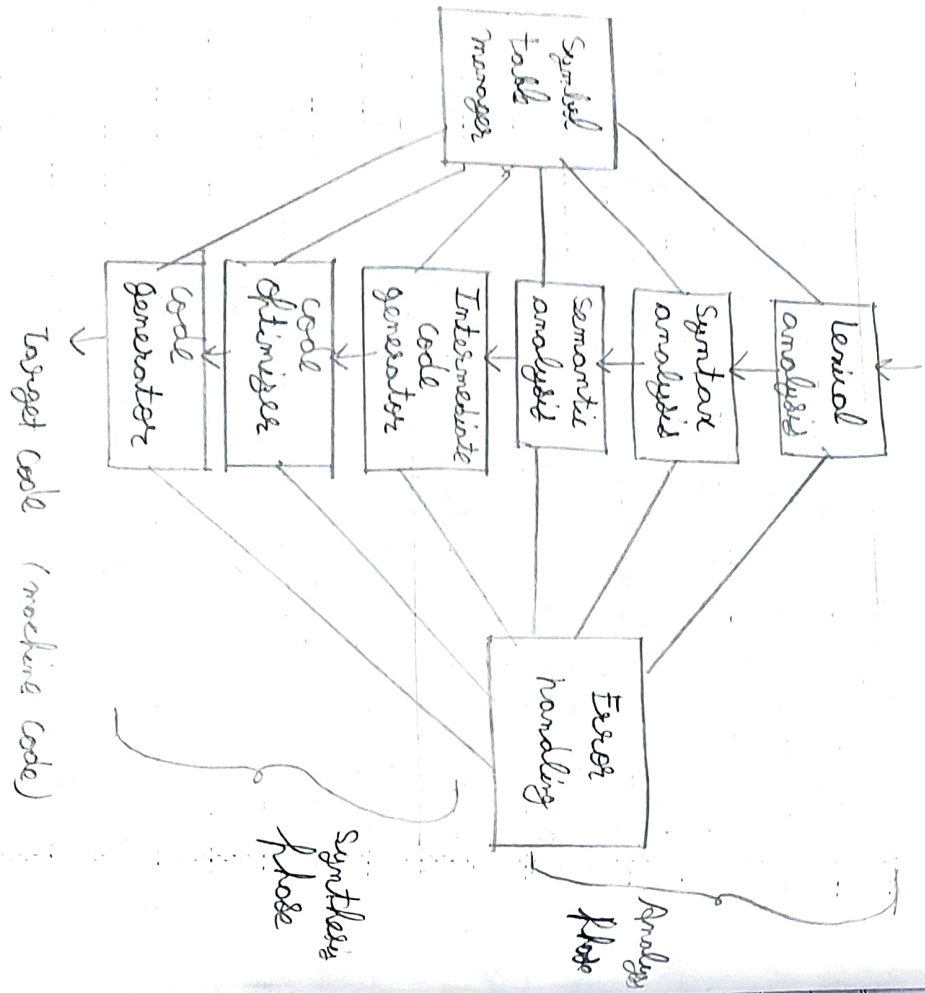 Symbol
table
manager
lexical
analysis
Syntax
analysis
semantic
analysis
Intermediate
code
generator
code
Optimizer
code
generator
Error
handling
Analysis
Phase
Synthesis
Phase
Target Code (machine Code)